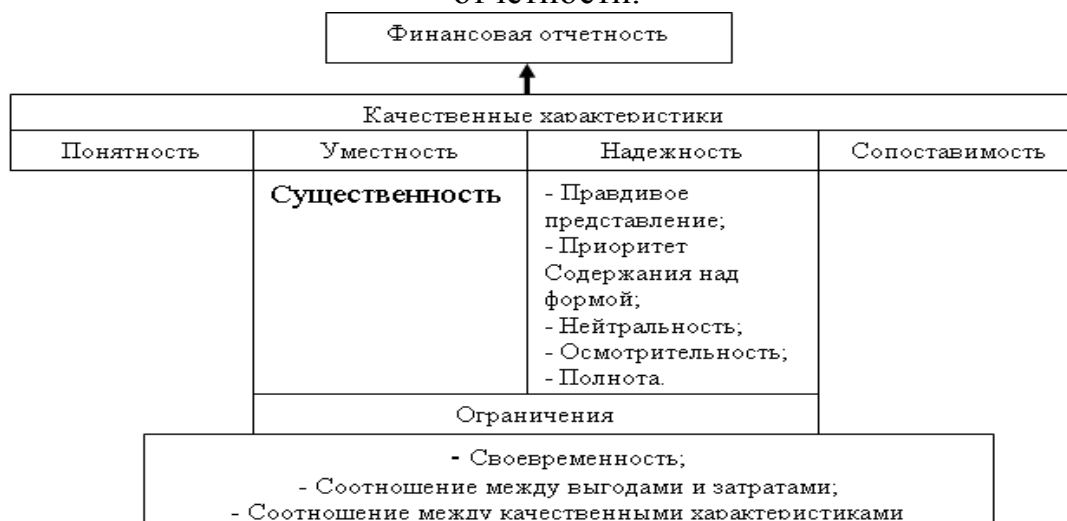 отчетности.
Финансовая отчетность
Качественные характеристики
Понятность
Уместность
Надежность
Сопоставимость
Существенность
- Правдивое
представление;
- Приоритет
Содержания над
формой;
- Нейтральность;
- Осмотрительность;
- Полнота.
Ограничения
- Своевременность;
- Соотношение между выгодами и затратами;
- Соотношение между качественными характеристиками